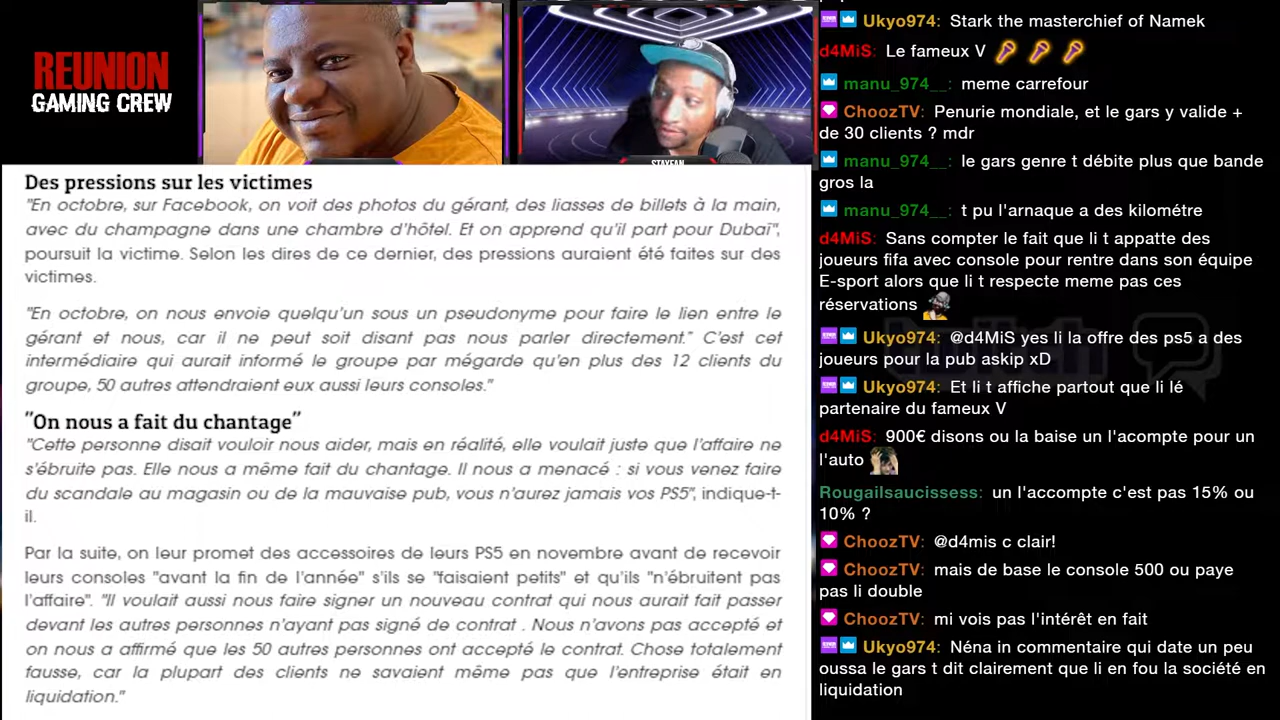 REUNION
GAMING CREW
STAYFAN
Des pressions sur les victimes
"En octobre, sur Facebook, on voit des photos du gérant, des liasses de billets à la main,
avec du champagne dans une chambre d'hôtel. Et on apprend qu'il part pour Dubaï",
poursuit la victime. Selon les dires de ce dernier, des pressions auraient été faites sur des
victimes.
"En octobre, on nous envoie quelqu'un sous un pseudonyme pour faire le lien entre le
gérant et nous, car il ne peut soit disant pas nous parler directement." C'est cet
intermédiaire qui aurait informé le groupe par mégarde qu'en plus des 12 clients du
groupe, 50 autres attendraient eux aussi leurs consoles."
"On nous a fait du chantage"
"Cette personne disait vouloir nous aider, mais en réalité, elle voulait juste que l'affaire ne
s'ébruite pas. Elle nous a même fait du chantage. Il nous a menacé : si vous venez faire
du scandale au magasin ou de la mauvaise pub, vous n'aurez jamais vos PS5", indique-t-
il.
Par la suite, on leur promet des accessoires de leurs PS5 en novembre avant de recevoir
leurs consoles "avant la fin de l'année" s'ils se "faisaient petits" et qu'ils "n'ébruitent pas
l'affaire". "Il voulait aussi nous faire signer un nouveau contrat qui nous aurait fait passer
devant les autres personnes n'ayant pas signé de contrat . Nous n'avons pas accepté et
on nous a affirmé que les 50 autres personnes ont accepté le contrat. Chose totalement
fausse, car la plupart des clients ne savaient même pas que l'entreprise était en
liquidation."
Ukyo974: Stark the masterchief of Namek
d4MiS: Le fameux V
manu_974__: meme carrefour
ChoozTV: Penurie mondiale, et le gars y valide +
de 30 clients ? mdr
manu_974__: le gars genre t débite plus que bande
gros la
manu_974__: t pu l'arnaque a des kilométre
d4MiS: Sans compter le fait que li t appatte des
joueurs fifa avec console pour rentre dans son équipe
E-sport alors que li t respecte meme pas ces
réservations
Ukyo974: @d4MiS yes li la offre des ps5 a des
joueurs pour la pub askip xD
Ukyo974: Et li t affiche partout que li lé
partenaire du fameux V
d4MiS: 900€ disons ou la baise un l'acompte pour un
l'auto
Rougailsaucissess: un l'accompte c'est pas 15% ou
10% ?
ChoozTV: @d4mis c clair!
ChoozTV: mais de base le console 500 ou paye
pas li double
ChoozTV: mi vois pas l'intérêt en fait
Ukyo974: Néna in commentaire qui date un peu
oussa le gars t dit clairement que li en fou la société en
liquidation